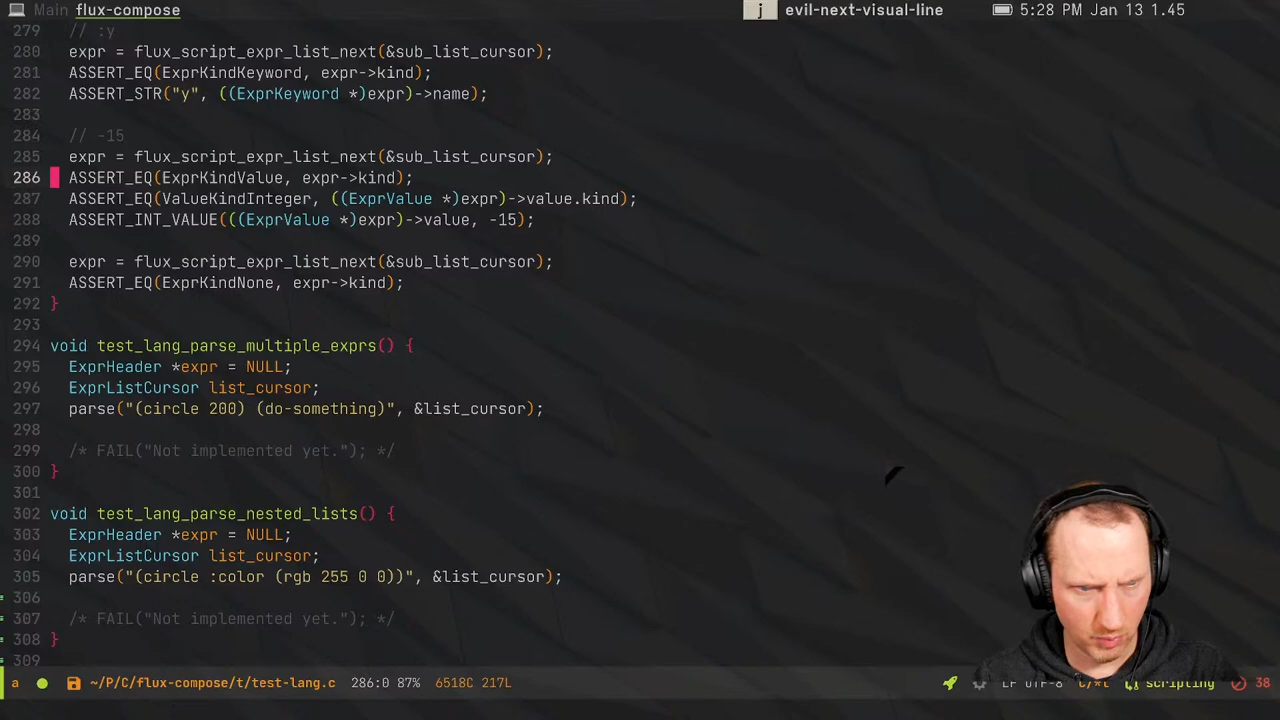 Main flux-compose j evil-next-visual-line 5:28 PM Jan 13 1.45
279 // :y
280 expr = flux_script_expr_list_next(&sub_list_cursor);
281 ASSERT_EQ(ExprKindKeyword, expr->kind);
282 ASSERT_STR("y", ((ExprKeyword *)expr)->name);
283
284 // -15
285 expr = flux_script_expr_list_next(&sub_list_cursor);
286 ASSERT_EQ(ExprKindValue, expr->kind);
287 ASSERT_EQ(ValueKindInteger, ((ExprValue *)expr)->value.kind);
288 ASSERT_INT_VALUE(((ExprValue *)expr)->value, -15);
289
290 expr = flux_script_expr_list_next(&sub_list_cursor);
291 ASSERT_EQ(ExprKindNone, expr->kind);
292 }
293
294 void test_lang_parse_multiple_exprs() {
295 ExprHeader *expr = NULL;
296 ExprListCursor list_cursor;
297 parse("(circle 200) (do-something)", &list_cursor);
298
299 /* FAIL("Not implemented yet."); */
300 }
301
302 void test_lang_parse_nested_lists() {
303 ExprHeader *expr = NULL;
304 ExprListCursor list_cursor;
305 parse("(circle :color (rgb 255 0 0))", &list_cursor);
306
307 /* FAIL("Not implemented yet."); */
308 }
309
a ~/P/C/flux-compose/t/test-lang.c 286:0 87% 6518C 217L LF UTF-8 C/*l scripting 38